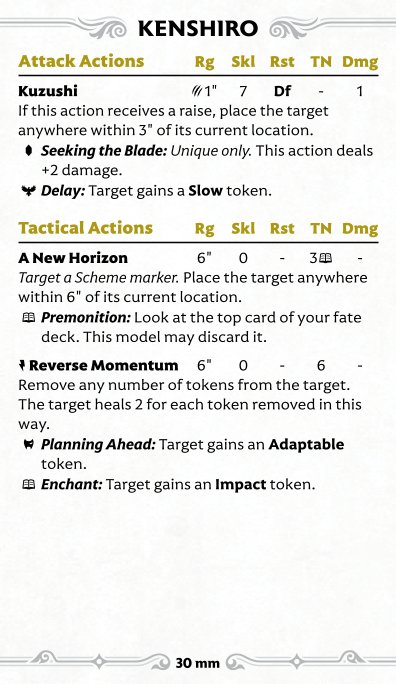 KENSHIRO
Attack Actions Rg Skl Rst TN Dmg
Kuzushi 1" 7 Df - 1
If this action receives a raise, place the target
anywhere within 3" of its current location.
Seeking the Blade: Unique only. This action deals
+2 damage.
Delay: Target gains a Slow token.
Tactical Actions Rg Skl Rst TN Dmg
A New Horizon 6" 0 - 3 -
Target a Scheme marker. Place the target anywhere
within 6" of its current location.
Premonition: Look at the top card of your fate
deck. This model may discard it.
Reverse Momentum 6" 0 - 6 -
Remove any number of tokens from the target.
The target heals 2 for each token removed in this
way.
Planning Ahead: Target gains an Adaptable
token.
Enchant: Target gains an Impact token.
30 mm